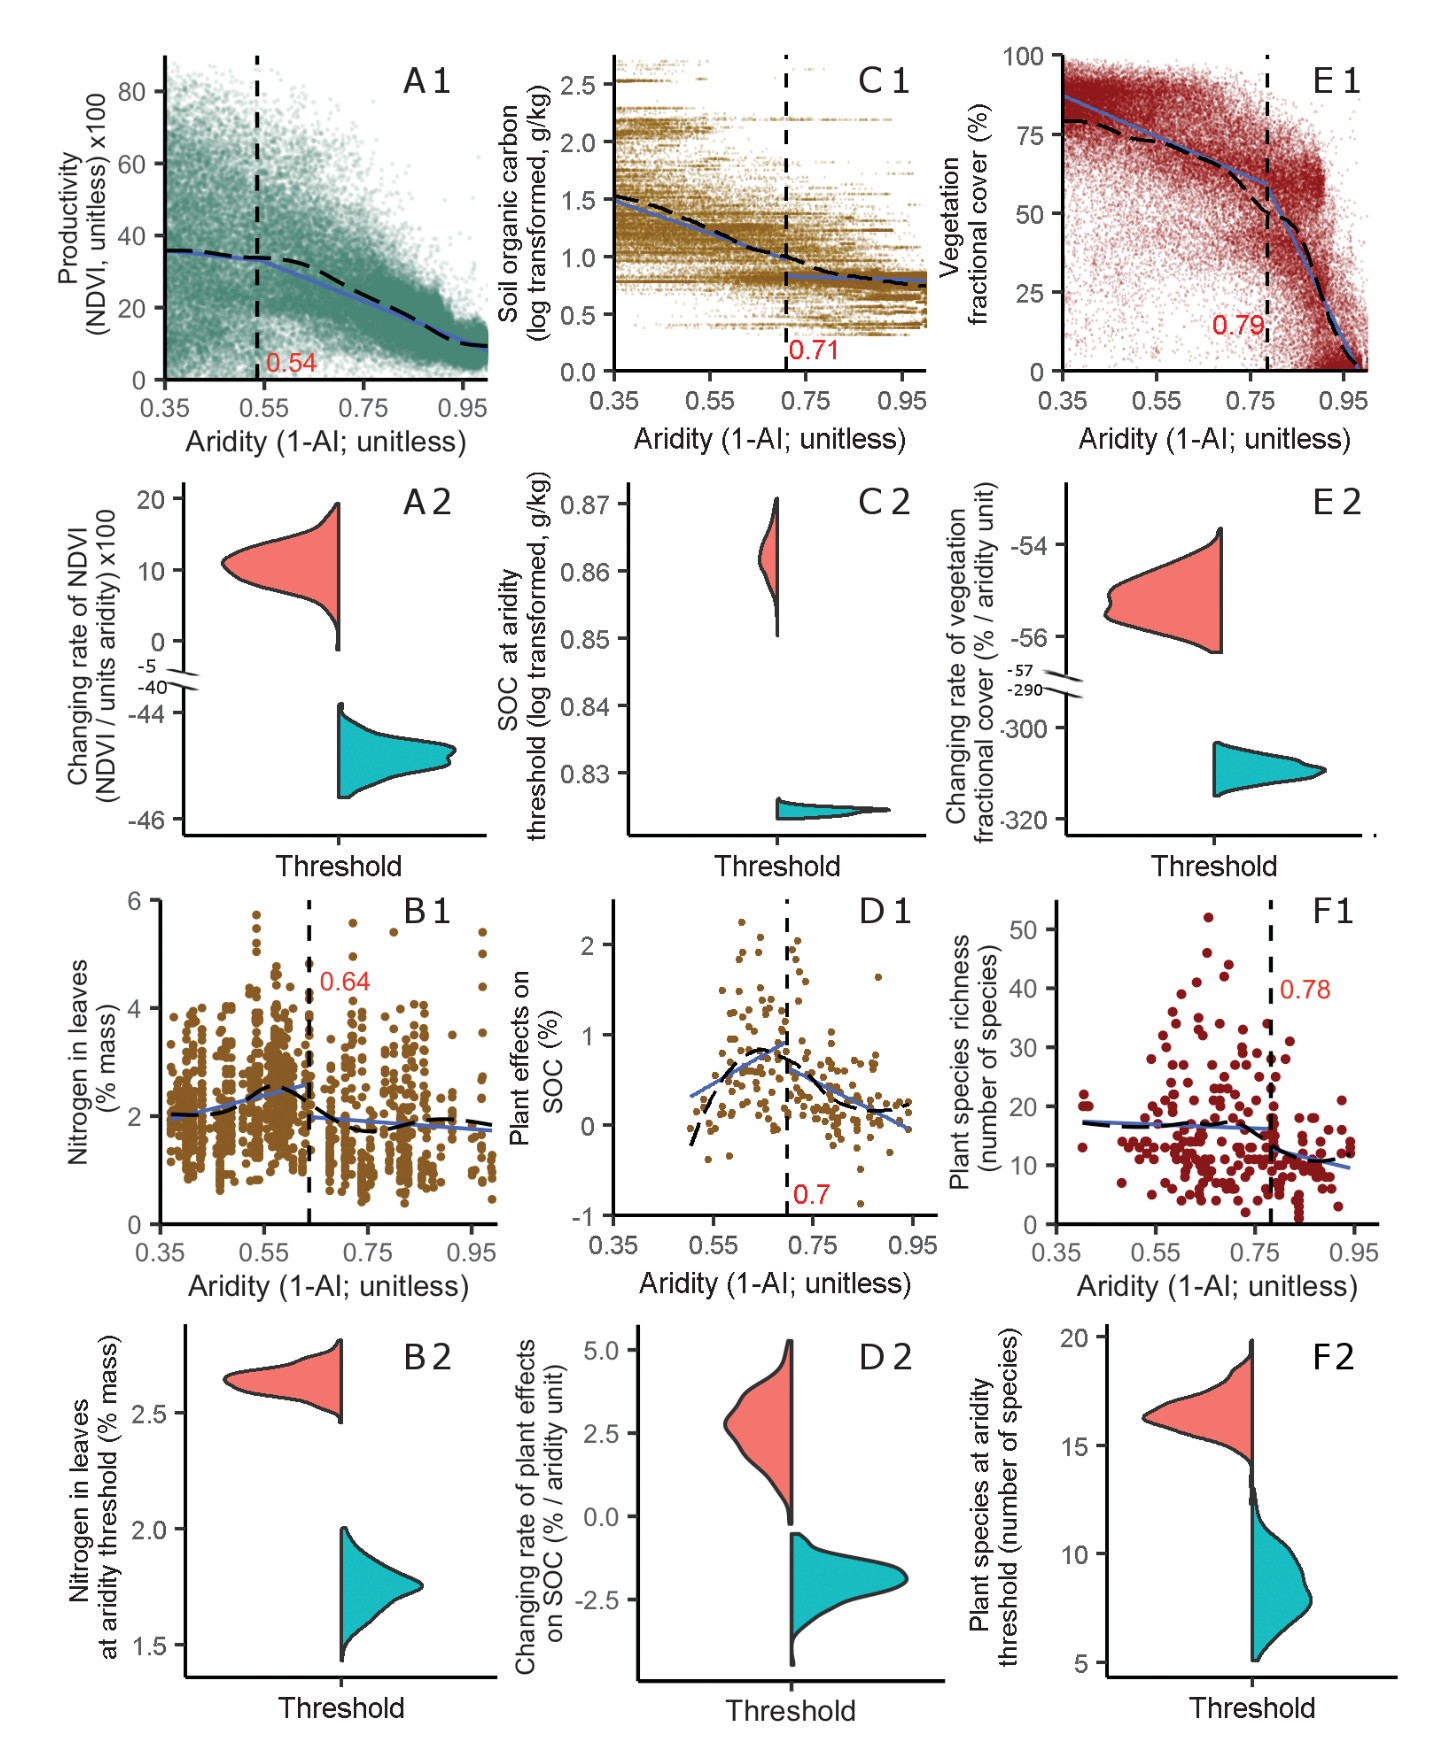 A 1
Productivity
(NDVI, unitless) x100
80
60
40
20
0
0.54
0.35 0.55 0.75 0.95
Aridity (1-AI; unitless)
C 1
Soil organic carbon
(log transformed, g/kg)
2.5
2.0
1.5
1.0
0.5
0.0
0.71
0.35 0.55 0.75 0.95
Aridity (1-AI; unitless)
E 1
Vegetation
fractional cover (%)
100
75
50
25
0
0.79
0.35 0.55 0.75 0.95
Aridity (1-AI; unitless)
A 2
Changing rate of NDVI
(NDVI / units aridity) x100
20
10
0
-5
-40
-44
-46
Threshold
C 2
SOC at aridity
threshold (log transformed, g/kg)
0.87
0.86
0.85
0.84
0.83
Threshold
E 2
Changing rate of vegetation
fractional cover (% / aridity unit)
-54
-56
-57
-290
-300
-320
Threshold
B 1
Nitrogen in leaves
(% mass)
6
4
2
0
0.64
0.35 0.55 0.75 0.95
Aridity (1-AI; unitless)
D 1
Plant effects on
SOC (%)
2
1
0
-1
0.7
0.35 0.55 0.75 0.95
Aridity (1-AI; unitless)
F 1
Plant species richness
(number of species)
50
40
30
20
10
0
0.78
0.35 0.55 0.75 0.95
Aridity (1-AI; unitless)
B 2
Nitrogen in leaves
at aridity threshold (% mass)
2.5
2.0
1.5
Threshold
D 2
Changing rate of plant effects
on SOC (% / aridity unit)
5.0
2.5
0.0
-2.5
Threshold
F 2
Plant species at aridity
threshold (number of species)
20
15
10
5
Threshold